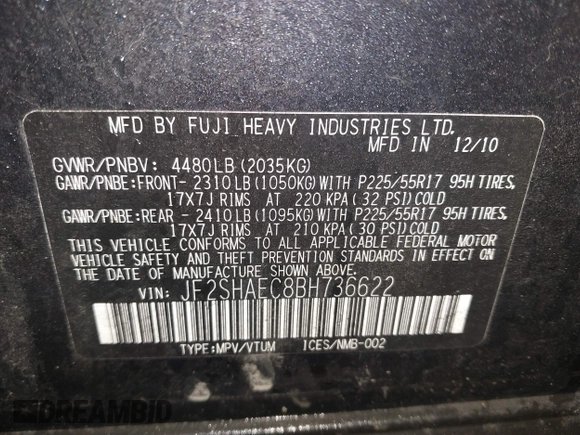 MFD BY FUJI HEAVY INDUSTRIES LTD.
MFD IN 12/10
GVWR/PNBV: 4480LB(2035KG)
GAWR/PNBE:FRONT- 2310LB(1050KG)WITH P225/55R17 95H TIRES,
17X7J RIMS AT 220 KPA(32 PSI)COLD
GAWR/PNBE:REAR -2410LB(1095KG)WITH P225/55R17 95H TIRES,
17X7J RIMS AT 210 KPA(30 PSI)COLD
THIS VEHICLE CONFORMS TO ALL APPLICABLE FEDERAL MOTOR
VEHICLE SAFETY AND THEFT PREVENTION STANDARDS IN EFFECT
ON THE DATE OF MANUFACTURE SHOWN ABOVE.
VIN: JF2SHAEC8BH736622
TYPE:MPV/VTUM ICES/NMB-002
DREAMBID